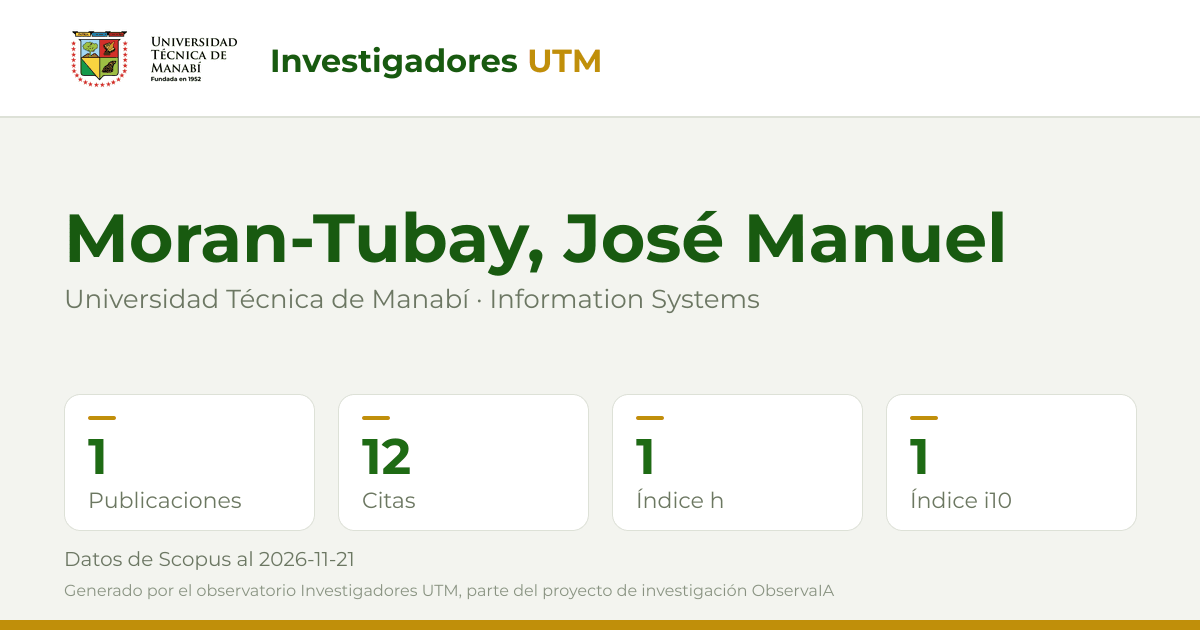 UNIVERSIDAD
TÉCNICA DE
MANABÍ
Fundada en 1952
Investigadores UTM
Moran-Tubay, José Manuel
Universidad Técnica de Manabí · Information Systems
1
Publicaciones
12
Citas
1
Índice h
1
Índice i10
Datos de Scopus al 2026-11-21
Generado por el observatorio Investigadores UTM, parte del proyecto de investigación ObservaIA